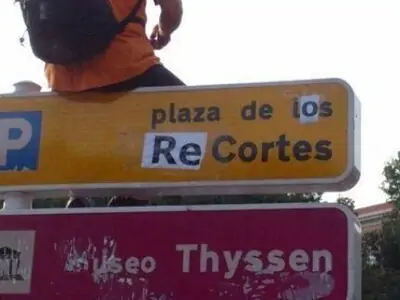 plaza de los
P ReCortes
museo Thyssen